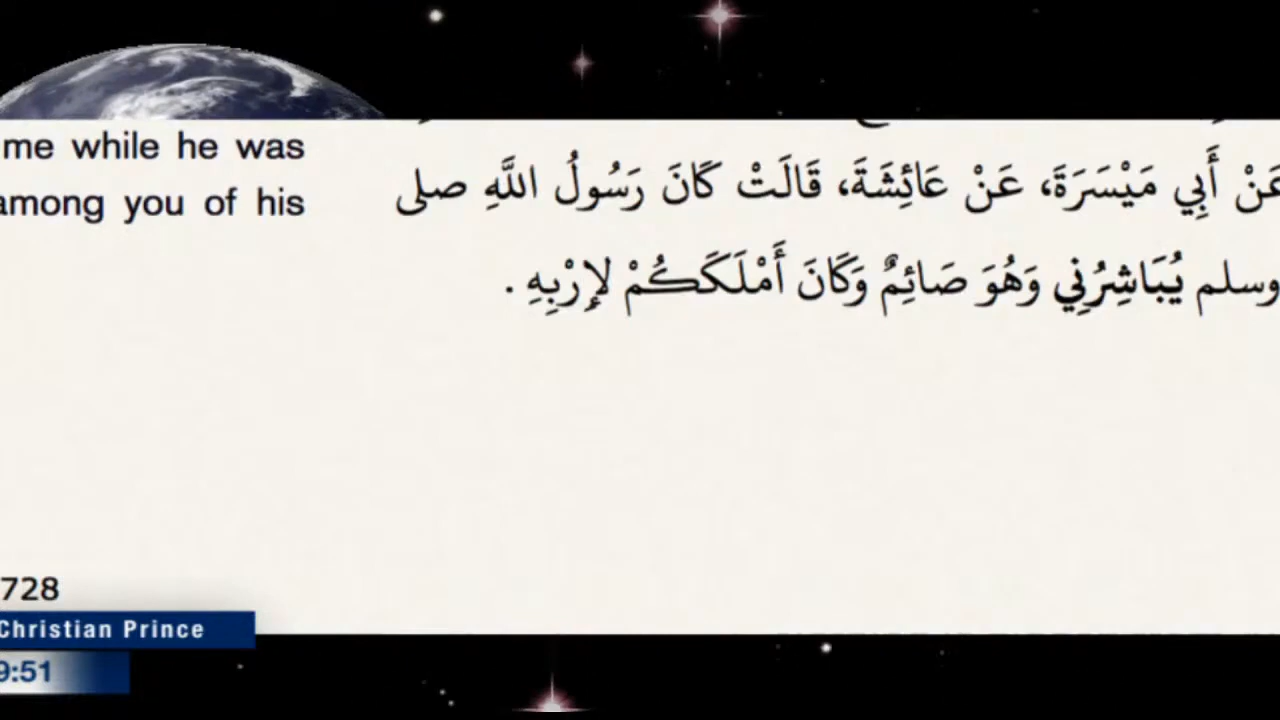 me while he was
among you of his
عَنْ أَبِي مَيْسَرَةَ، عَنْ عَائِشَةَ، قَالَتْ كَانَ رَسُولُ اللَّهِ صلى
وسلم يُبَاشِرُنِي وَهُوَ صَائِمٌ وَكَانَ أَمْلَكَكُمْ لإِرْبِهِ .
728
Christian Prince
9:51